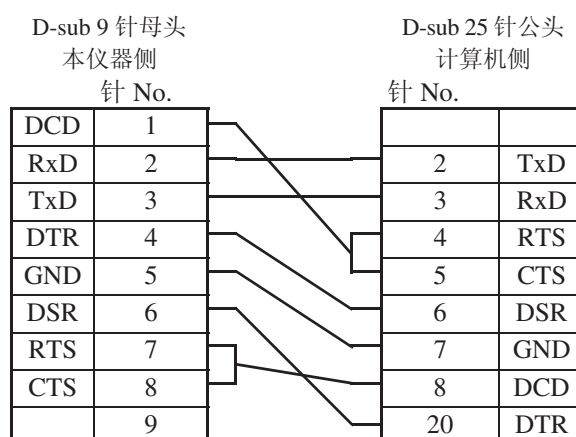 D-sub 9 针母头 D-sub 25 针公头
本仪器侧 计算机侧
针 No. 针 No.
DCD 1
RxD 2 2 TxD
TxD 3 3 RxD
DTR 4 4 RTS
GND 5 5 CTS
DSR 6 6 DSR
RTS 7 7 GND
CTS 8 8 DCD
9 20 DTR